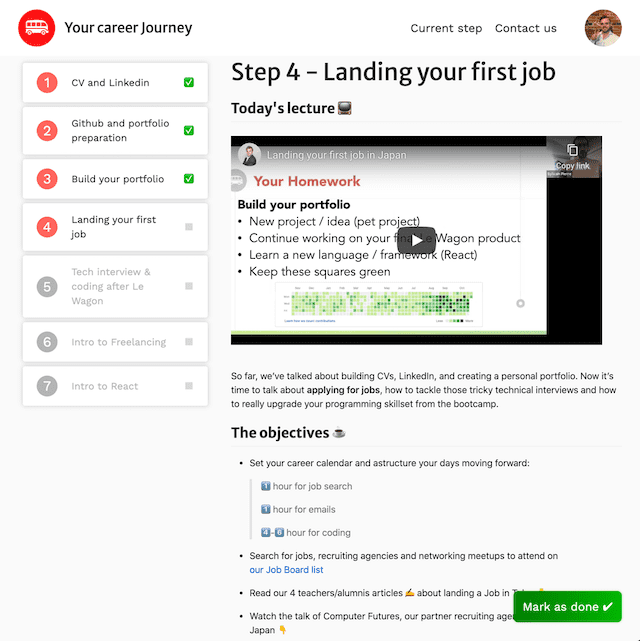 Your career Journey
Current step
Contact us
1 CV and Linkedin
2 Github and portfolio
preparation
3 Build your portfolio
4 Landing your first
job
5 Tech interview &
coding after Le
Wagon
6 Intro to Freelancing
7 Intro to React
Step 4 - Landing your first job
Today's lecture
Landing your first job in Japan
Copy link
Your Homework
Build your portfolio
• New project / idea (pet project)
• Continue working on your final Le Wagon product
• Learn a new language / framework (React)
• Keep these squares green
So far, we've talked about building CVs, LinkedIn, and creating a personal portfolio. Now it's
time to talk about applying for jobs, how to tackle those tricky technical interviews and how
to really upgrade your programming skillset from the bootcamp.
The objectives
• Set your career calendar and astructure your days moving forward:
1 hour for job search
1 hour for emails
4-6 hour for coding
• Search for jobs, recruiting agencies and networking meetups to attend on
our Job Board list
• Read our 4 teachers/alumnis articles about landing a Job in
• Watch the talk of Computer Futures, our partner recruiting
Japan
Mark as done ✔